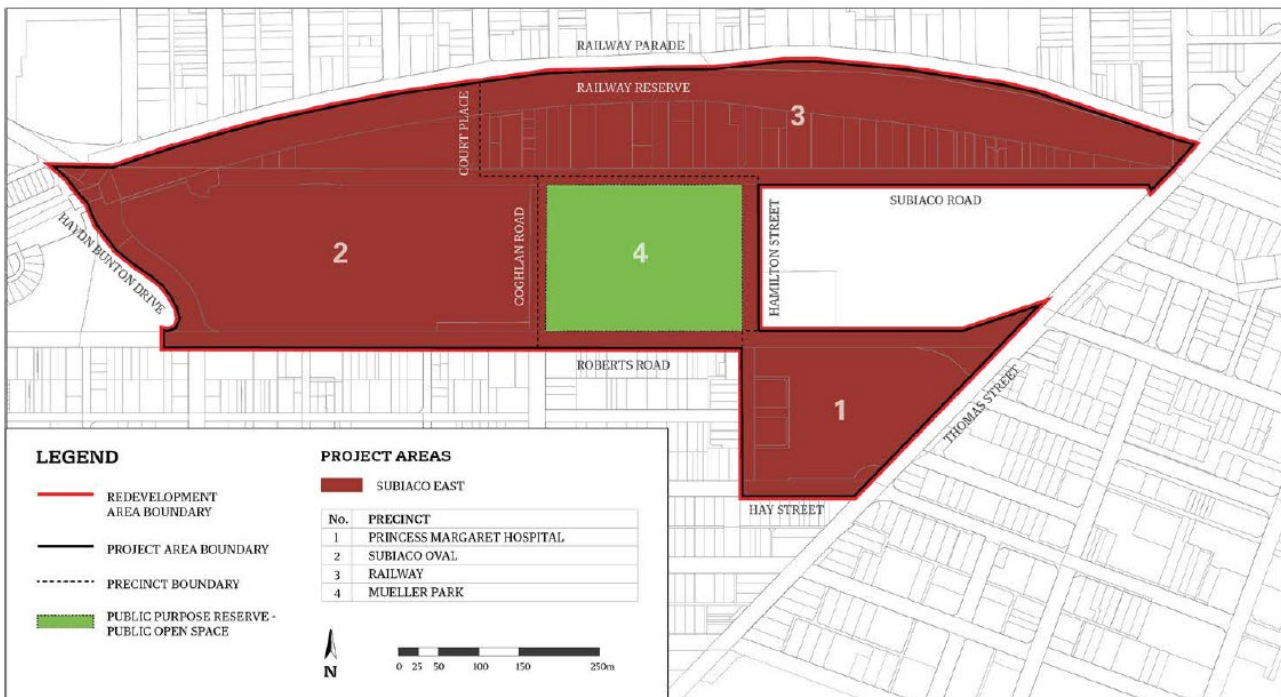 RAILWAY PARADE
RAILWAY RESERVE
COURT PLACE
3
SUBIACO ROAD
HAYDN BUNTON DRIVE
2
COGHLAN ROAD
4
HAMILTON STREET
ROBERTS ROAD
1
THOMAS STREET
HAY STREET
LEGEND
REDEVELOPMENT
AREA BOUNDARY
PROJECT AREA BOUNDARY
PRECINCT BOUNDARY
PUBLIC PURPOSE RESERVE -
PUBLIC OPEN SPACE
PROJECT AREAS
SUBIACO EAST
No. PRECINCT
1 PRINCESS MARGARET HOSPITAL
2 SUBIACO OVAL
3 RAILWAY
4 MUELLER PARK
N
0 25 50 100 150 250m